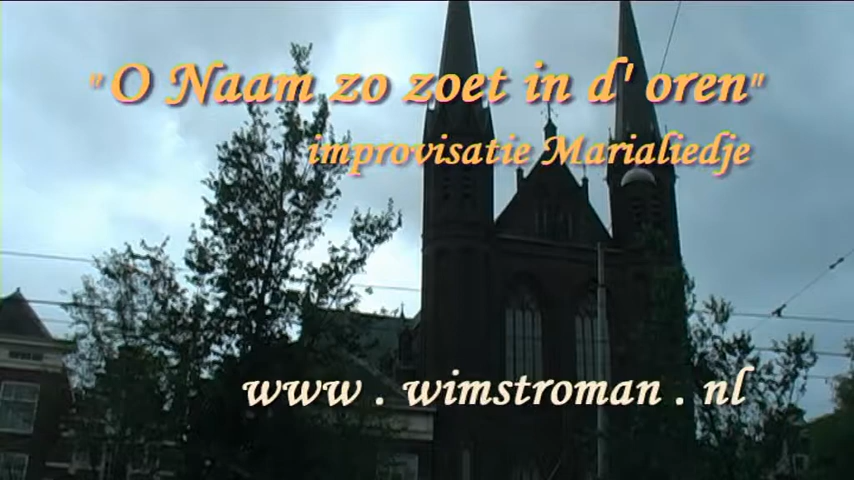 "O Naam zo zoet in d' oren"
improvisatie Marialiedje
www . wimstroman . nl